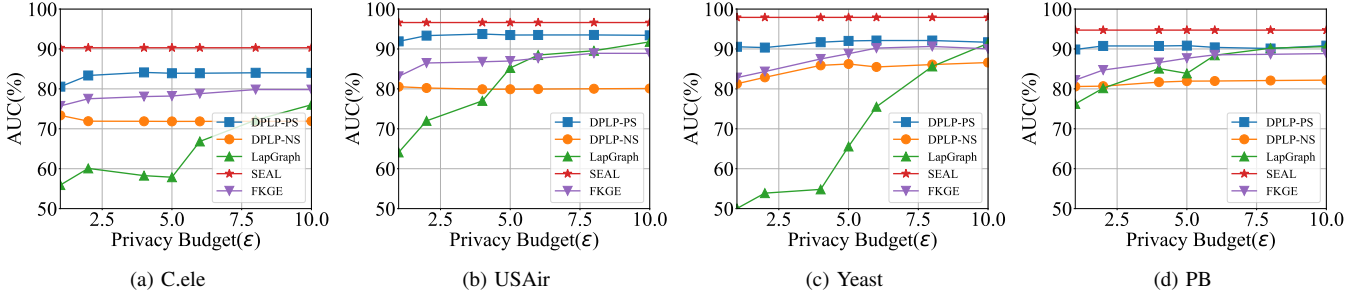 100
90
80
70
60
50
AUC(%)
2.5 5.0 7.5 10.0
Privacy Budget(ε)
DPLP-PS
DPLP-NS
LapGraph
SEAL
FKGE
(a) C.ele
100
90
80
70
60
50
AUC(%)
2.5 5.0 7.5 10.0
Privacy Budget(ε)
DPLP-PS
DPLP-NS
LapGraph
SEAL
FKGE
(b) USAir
100
90
80
70
60
50
AUC(%)
2.5 5.0 7.5 10.0
Privacy Budget(ε)
DPLP-PS
DPLP-NS
LapGraph
SEAL
FKGE
(c) Yeast
100
90
80
70
60
50
AUC(%)
2.5 5.0 7.5 10.0
Privacy Budget(ε)
DPLP-PS
DPLP-NS
LapGraph
SEAL
FKGE
(d) PB